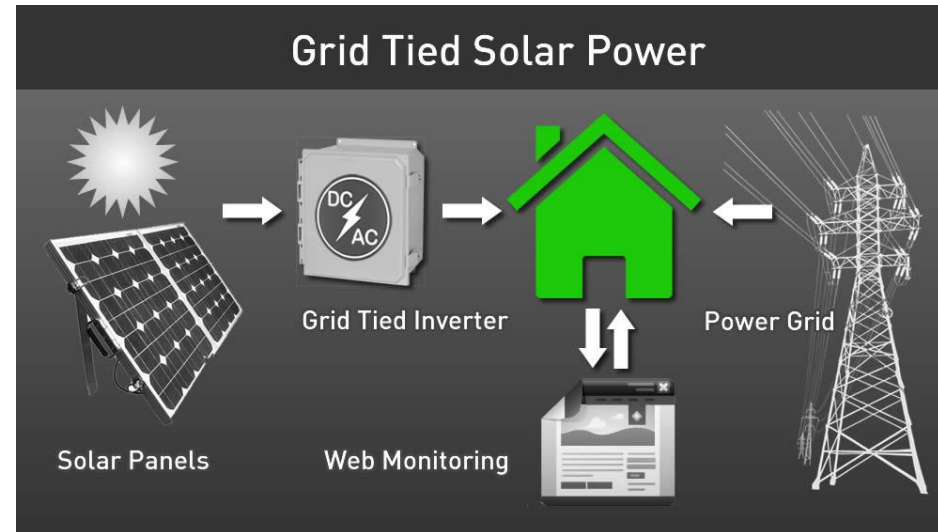 Grid Tied Solar Power
DC
AC
Grid Tied Inverter
Power Grid
Solar Panels
Web Monitoring